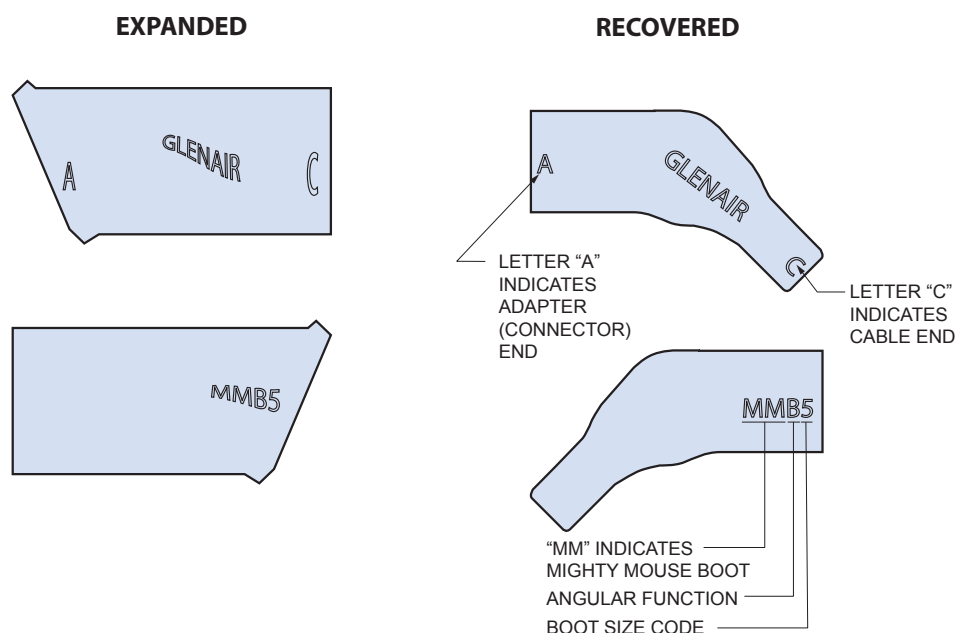 EXPANDED
RECOVERED
A
GLENAIR
C
A
GLENAIR
C
LETTER “A”
INDICATES
ADAPTER
(CONNECTOR)
END
LETTER “C”
INDICATES
CABLE END
MMB5
MMB5
“MM” INDICATES
MIGHTY MOUSE BOOT
ANGULAR FUNCTION
BOOT SIZE CODE